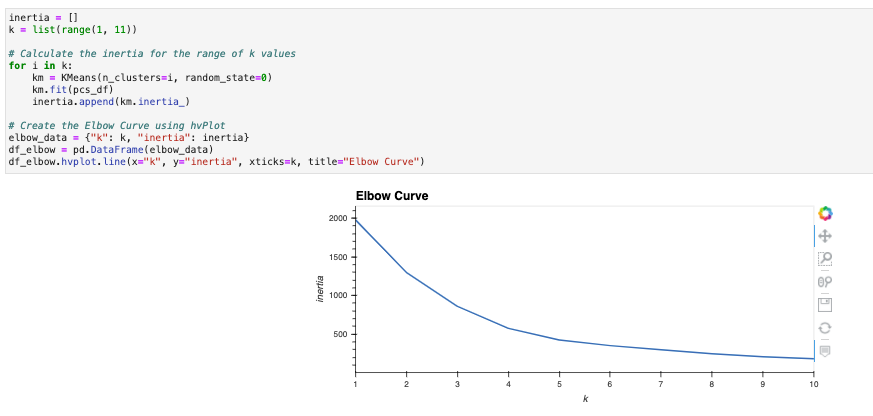 inertia = []
k = list(range(1, 11))
# Calculate the inertia for the range of k values
for i in k:
    km = KMeans(n_clusters=i, random_state=0)
    km.fit(pcs_df)
    inertia.append(km.inertia_)
# Create the Elbow Curve using hvPlot
elbow_data = {"k": k, "inertia": inertia}
df_elbow = pd.DataFrame(elbow_data)
df_elbow.hvplot.line(x="k", y="inertia", xticks=k, title="Elbow Curve")
Elbow Curve
2000
1500
1000
500
inertia
1 2 3 4 5 6 7 8 9 10
k